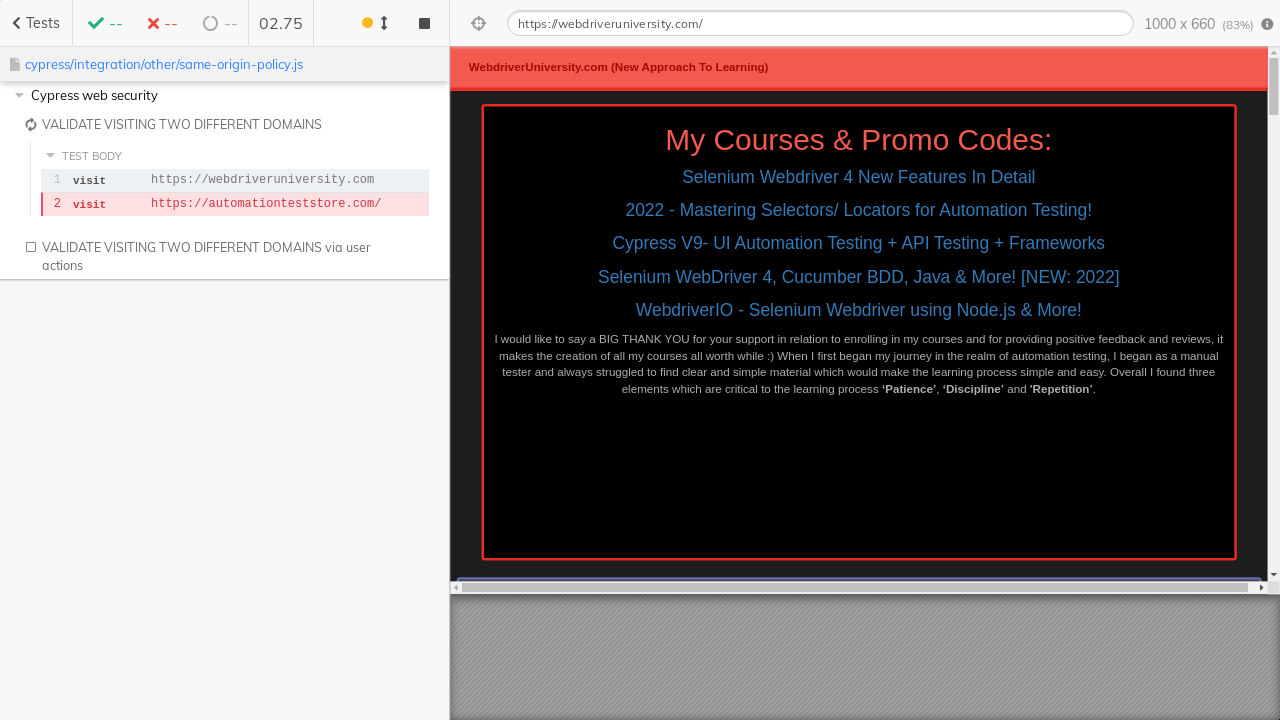 Tests
--
--
--
02.75
https://webdriveruniversity.com/
1000 x 660 (83%)
cypress/integration/other/same-origin-policy.js
Cypress web security
VALIDATE VISITING TWO DIFFERENT DOMAINS
TEST BODY
1 visit https://webdriveruniversity.com
2 visit https://automationteststore.com/
VALIDATE VISITING TWO DIFFERENT DOMAINS via user
actions
WebdriverUniversity.com (New Approach To Learning)
My Courses & Promo Codes:
Selenium Webdriver 4 New Features In Detail
2022 - Mastering Selectors/ Locators for Automation Testing!
Cypress V9- UI Automation Testing + API Testing + Frameworks
Selenium WebDriver 4, Cucumber BDD, Java & More! [NEW: 2022]
WebdriverIO - Selenium Webdriver using Node.js & More!
I would like to say a BIG THANK YOU for your support in relation to enrolling in my courses and for providing positive feedback and reviews, it
makes the creation of all my courses all worth while :) When I first began my journey in the realm of automation testing, I began as a manual
tester and always struggled to find clear and simple material which would make the learning process simple and easy. Overall I found three
elements which are critical to the learning process ‘Patience’, ‘Discipline’ and 'Repetition’.